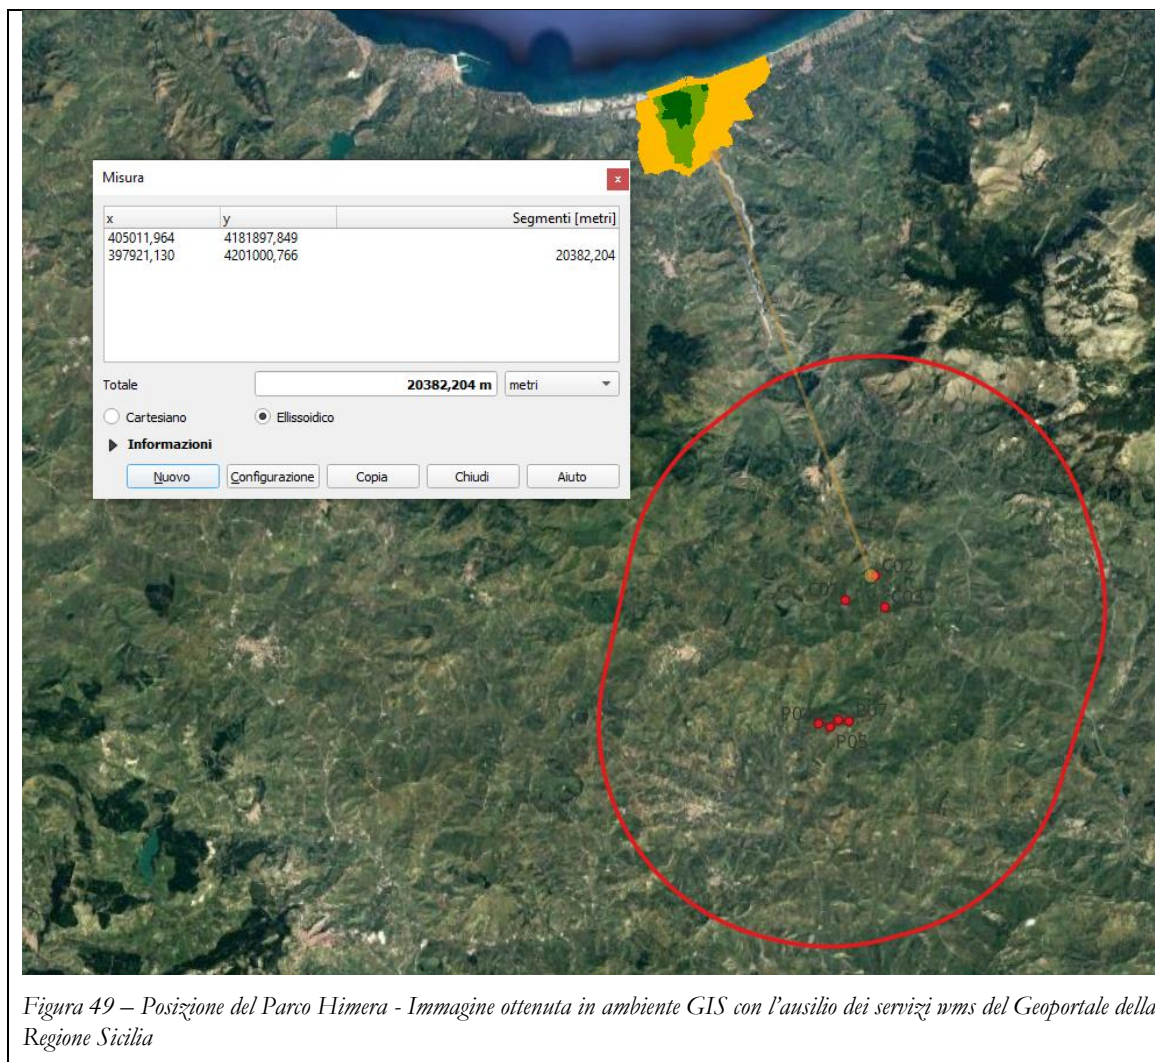 Misura
x
x y Segmenti [metri]
405011,964 4181897,849
397921,130 4201000,766 20382,204
Totale 20382,204 m metri
Cartesiano Ellissoidico
Informazioni
Nuovo Configurazione Copia Chiudi Aiuto
C02
P07
P05
Figura 49 – Posizione del Parco Himera - Immagine ottenuta in ambiente GIS con l'ausilio dei servizi wms del Geoportale della
Regione Sicilia